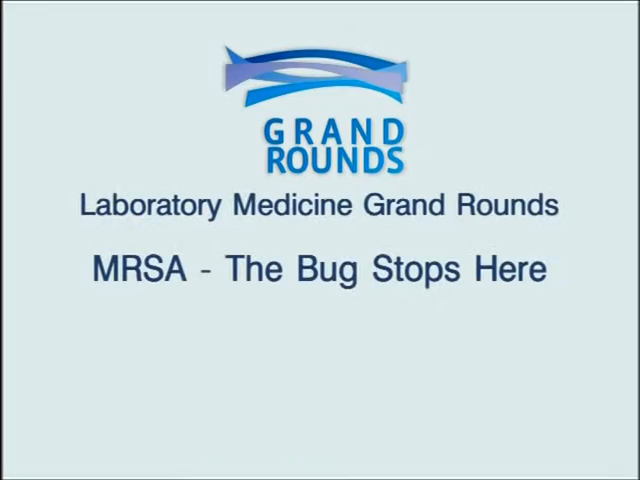 GRAND
ROUNDS
Laboratory Medicine Grand Rounds
MRSA - The Bug Stops Here